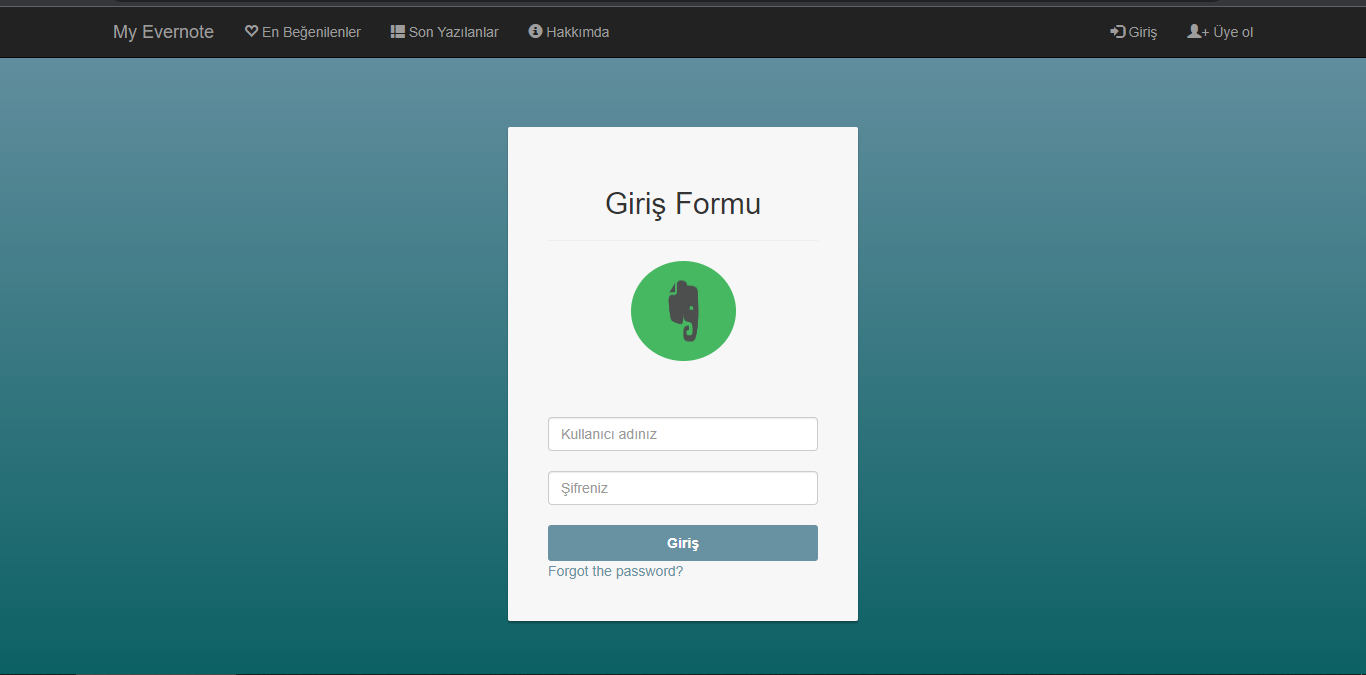 My Evernote En Beğenilenler Son Yazılanlar Hakkımda Giriş + Üye ol
Giriş Formu
Kullanıcı adınız
Şifreniz
Giriş
Forgot the password?